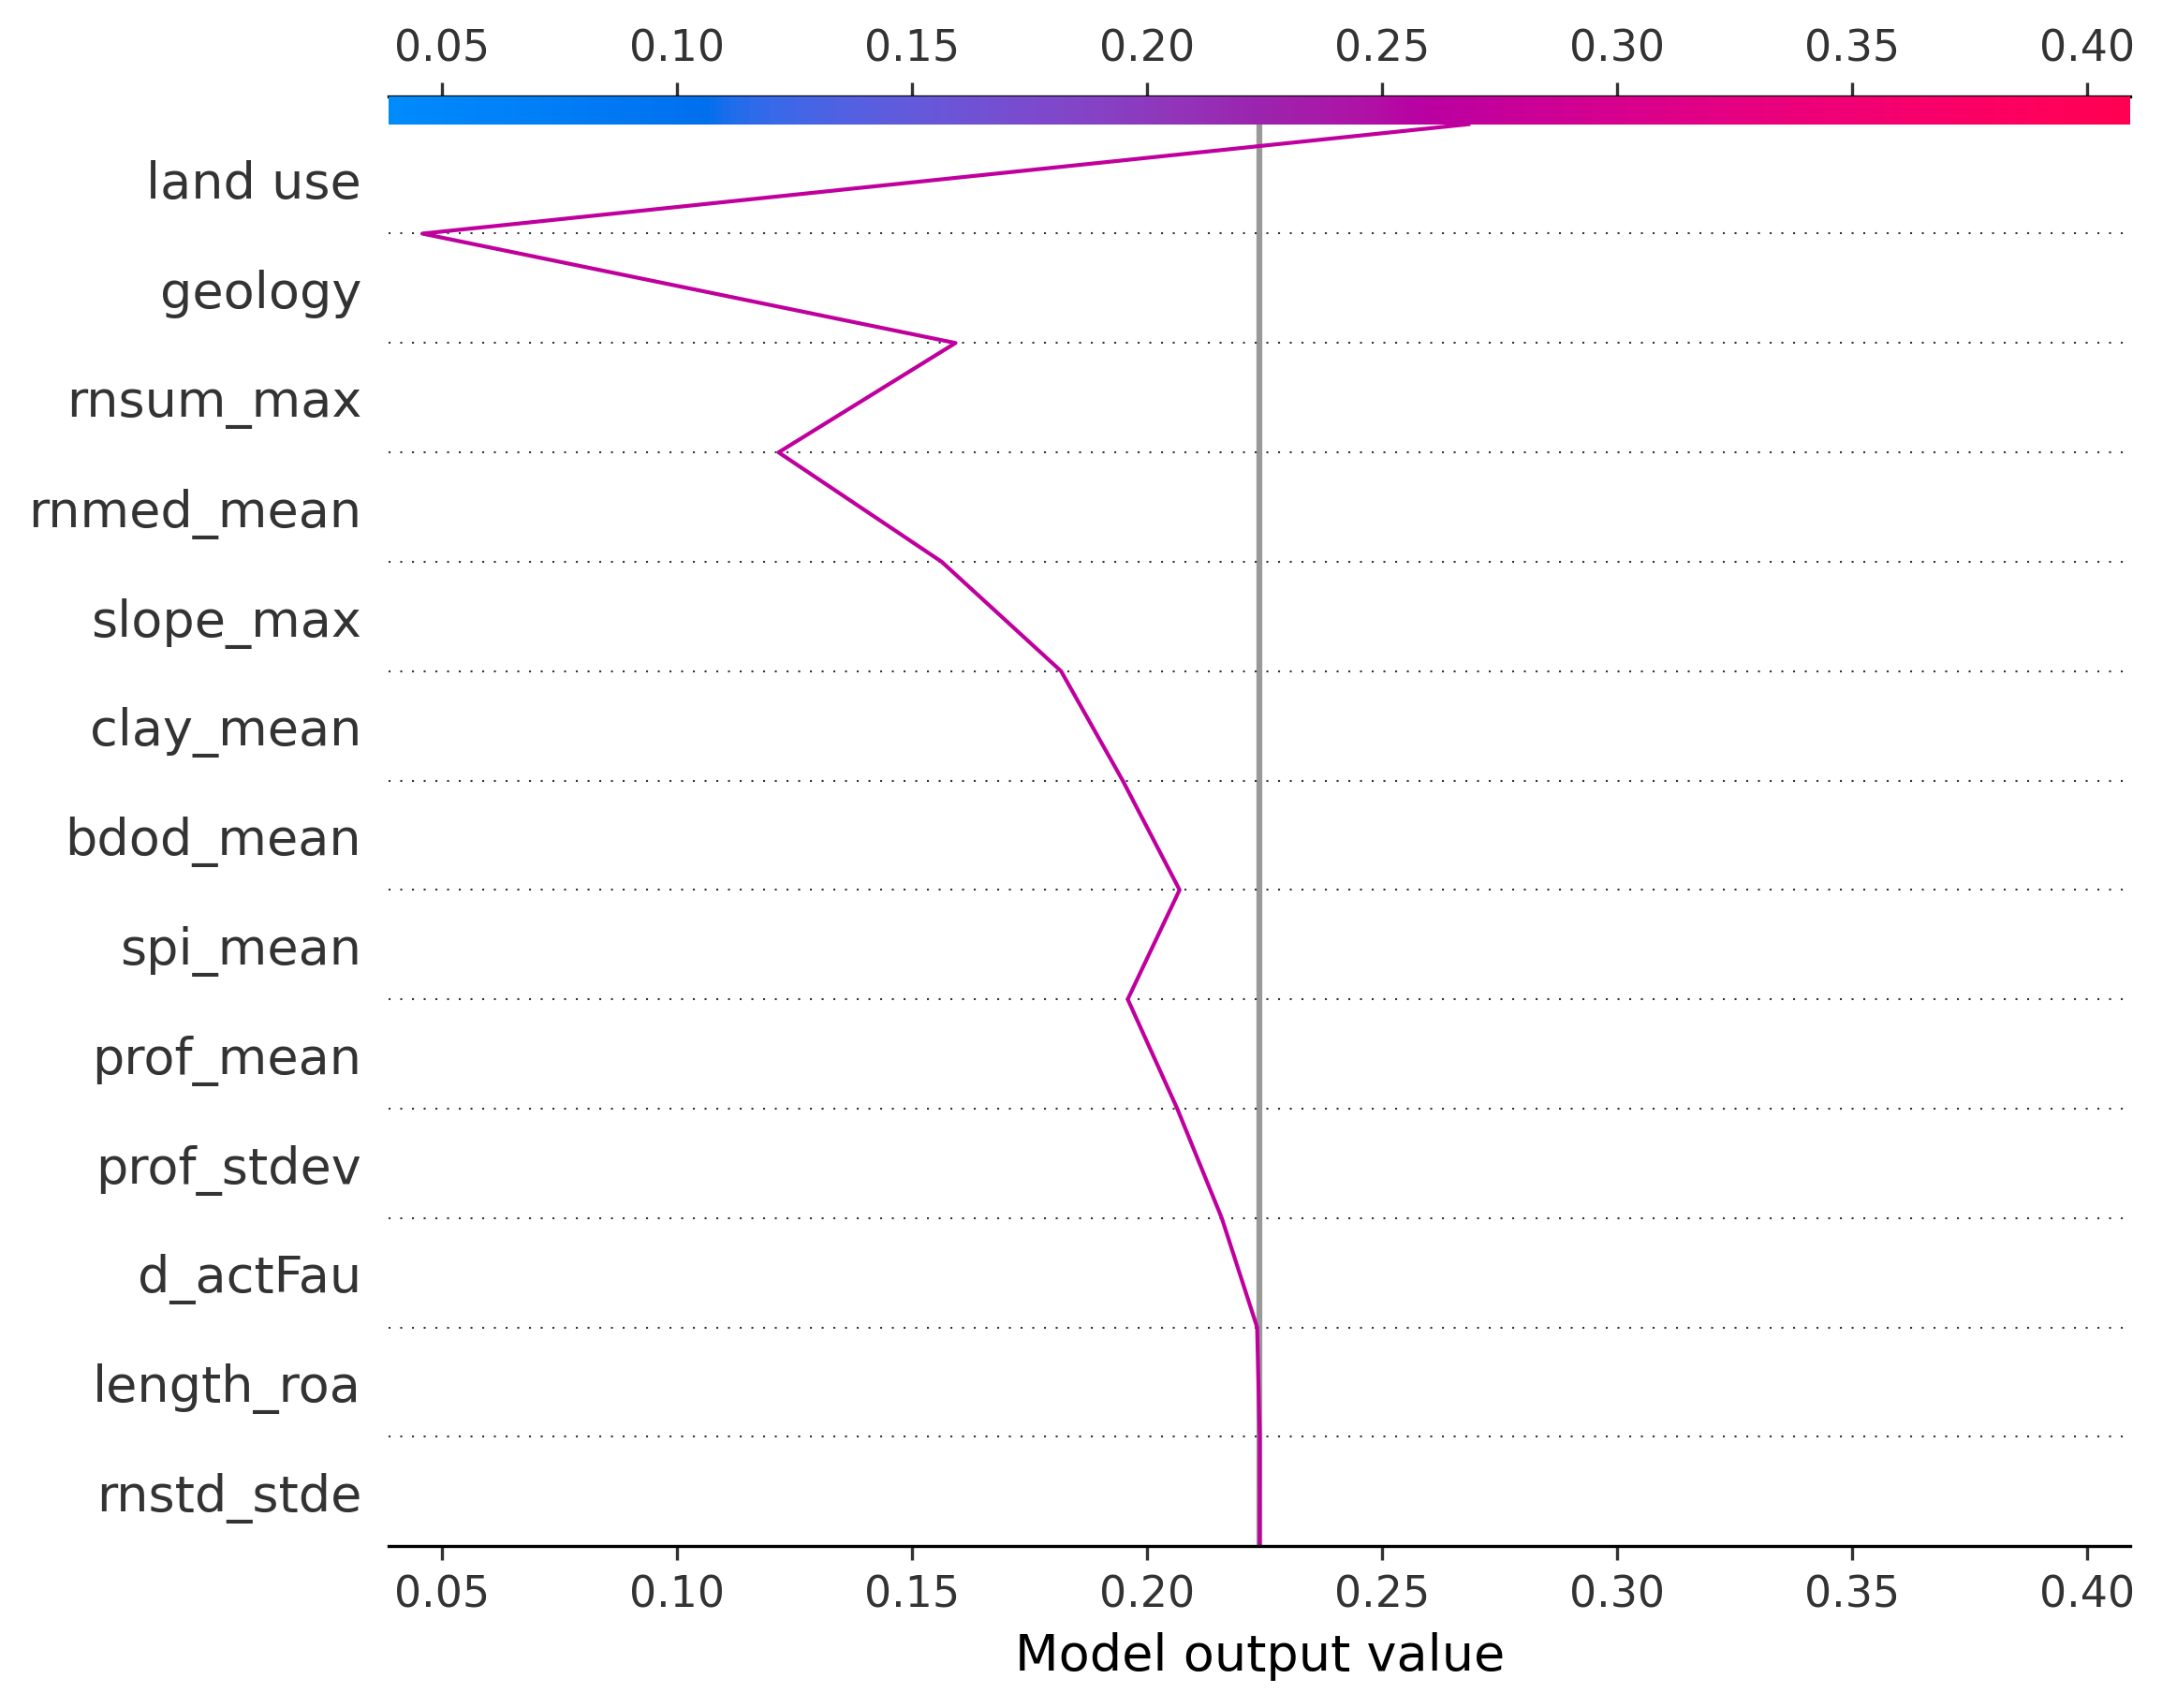 0.05 0.10 0.15 0.20 0.25 0.30 0.35 0.40
land use
geology
rnsum_max
rnmed_mean
slope_max
clay_mean
bdod_mean
spi_mean
prof_mean
prof_stdev
d_actFau
length_roa
rnstd_stde
0.05 0.10 0.15 0.20 0.25 0.30 0.35 0.40
Model output value